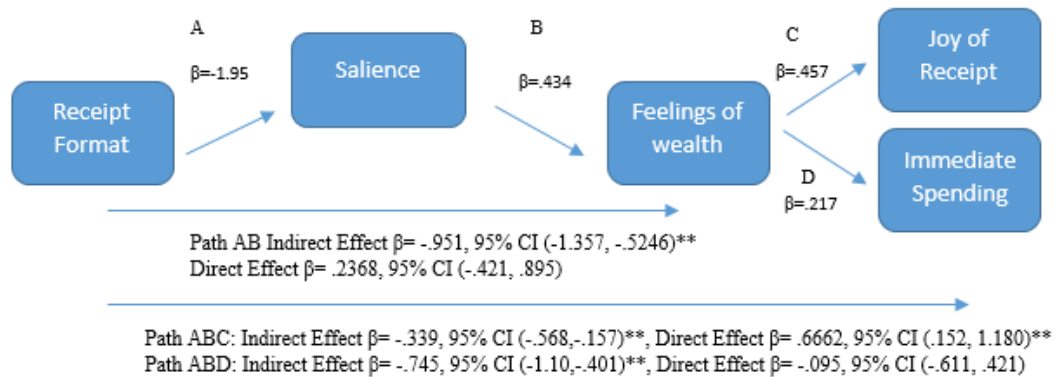 A
B
C
β=-1.95
β=.434
β=.457
Receipt
Format
Salience
Feelings of
wealth
Joy of
Receipt
D
β=.217
Immediate
Spending
Path AB Indirect Effect β= -.951, 95% CI (-1.357, -.5246)**
Direct Effect β= .2368, 95% CI (-.421, .895)
Path ABC: Indirect Effect β= -.339, 95% CI (-.568,-.157)**, Direct Effect β= .6662, 95% CI (.152, 1.180)**
Path ABD: Indirect Effect β= -.745, 95% CI (-1.10,-.401)**, Direct Effect β= -.095, 95% CI (-.611, .421)